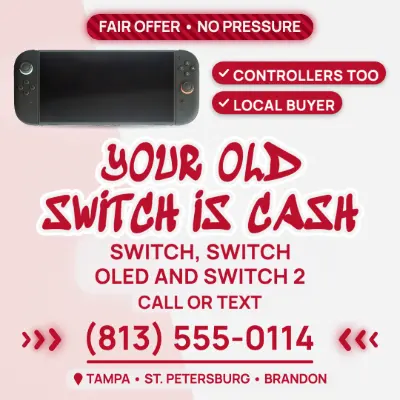 FAIR OFFER • NO PRESSURE
✓ CONTROLLERS TOO
✓ LOCAL BUYER
YOUR OLD
SWITCH IS CASH
SWITCH, SWITCH
OLED AND SWITCH 2
CALL OR TEXT
(813) 555-0114
TAMPA • ST. PETERSBURG • BRANDON